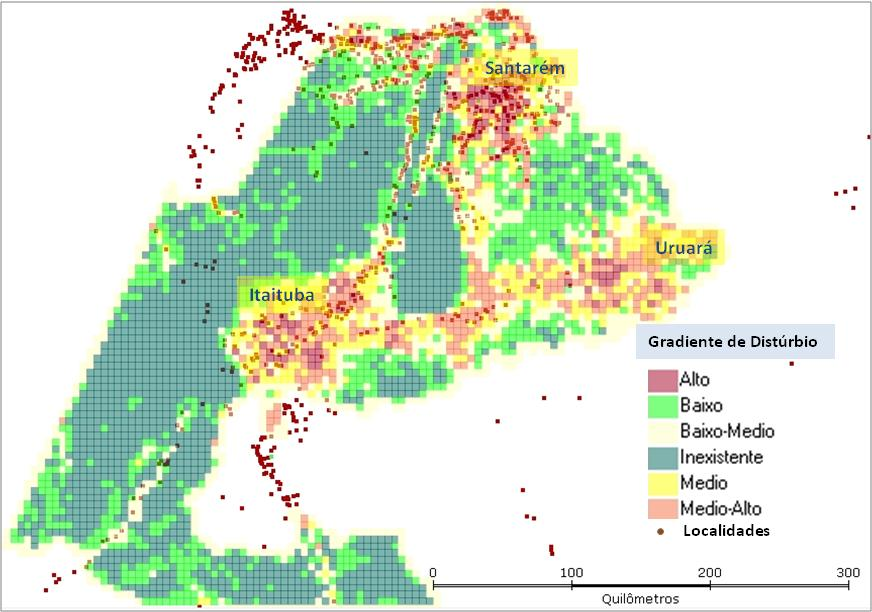 Santarém
Uruará
Itaituba
Gradiente de Distúrbio
Alto
Baixo
Baixo-Medio
Inexistente
Medio
Medio-Alto
Localidades
0 100 200 300
Quilômetros